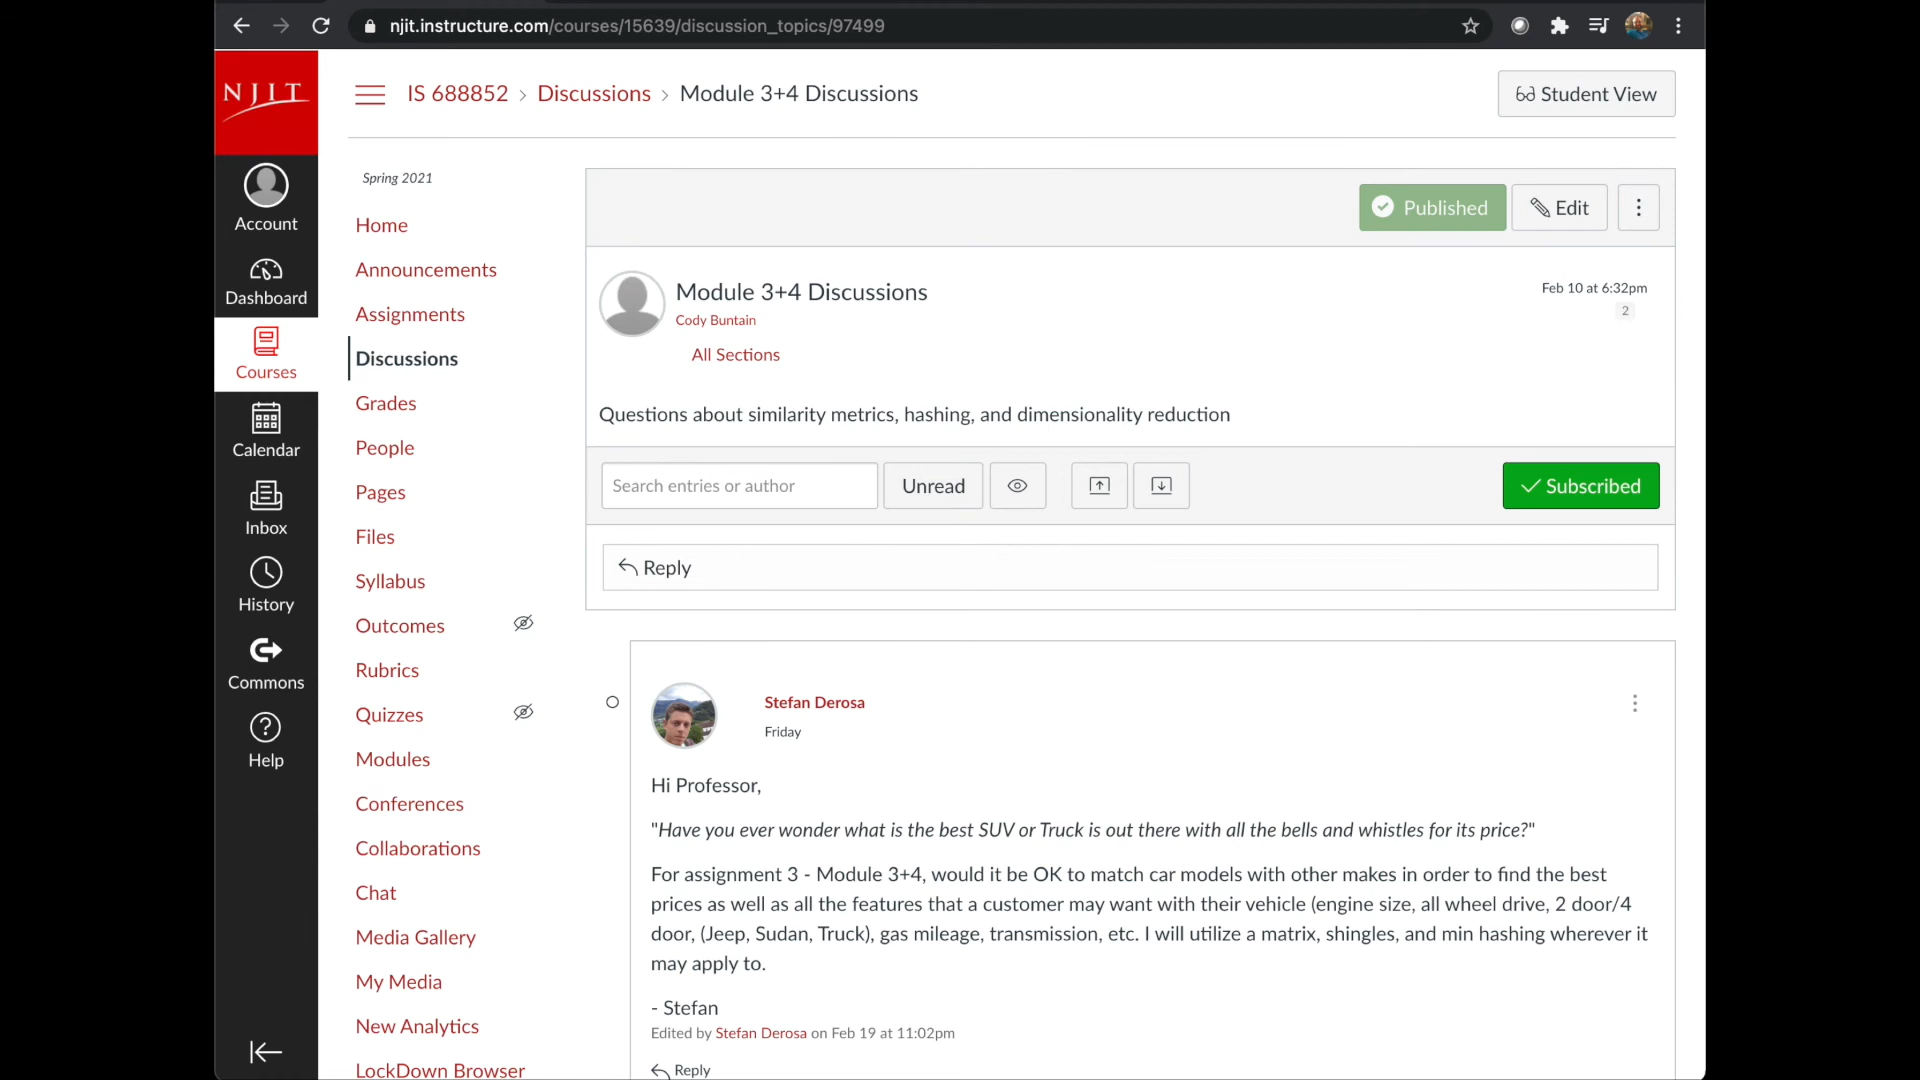 njit.instructure.com/courses/15639/discussion_topics/97499
NJIT
Account
Dashboard
Courses
Calendar
Inbox
History
Commons
Help
IS 688852 > Discussions > Module 3+4 Discussions
Student View
Spring 2021
Home
Announcements
Assignments
Discussions
Grades
People
Pages
Files
Syllabus
Outcomes
Rubrics
Quizzes
Modules
Conferences
Collaborations
Chat
Media Gallery
My Media
New Analytics
LockDown Browser
Published
Edit
Module 3+4 Discussions
Cody Buntain
All Sections
Feb 10 at 6:32pm
2
Questions about similarity metrics, hashing, and dimensionality reduction
Search entries or author
Unread
Subscribed
Reply
Stefan Derosa
Friday
Hi Professor,
"Have you ever wonder what is the best SUV or Truck is out there with all the bells and whistles for its price?"
For assignment 3 - Module 3+4, would it be OK to match car models with other makes in order to find the best
prices as well as all the features that a customer may want with their vehicle (engine size, all wheel drive, 2 door/4
door, (Jeep, Sudan, Truck), gas mileage, transmission, etc. I will utilize a matrix, shingles, and min hashing wherever it
may apply to.
- Stefan
Edited by Stefan Derosa on Feb 19 at 11:02pm
Reply